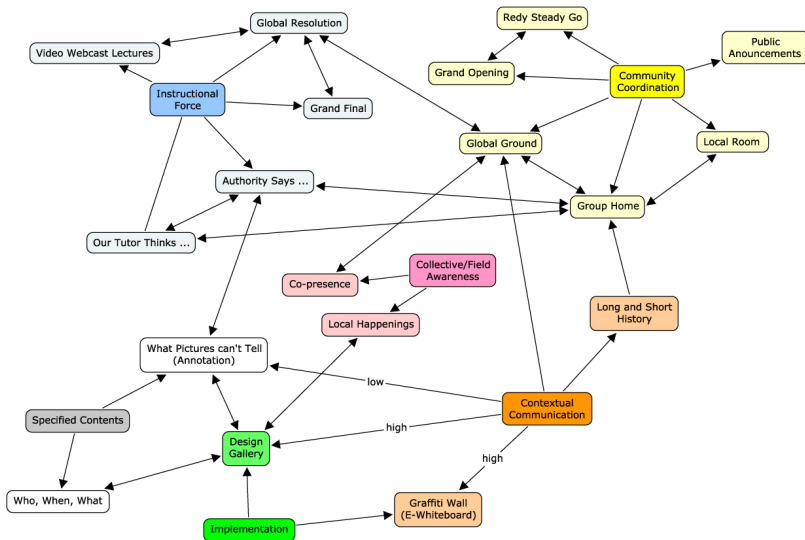 Redy Steady Go
Global Resolution
Public
Anouncements
Video Webcast Lectures
Grand Opening
Community
Coordination
Instructional
Force
Grand Final
Global Ground
Local Room
Authority Says ...
Group Home
Our Tutor Thinks ...
Collective/Field
Awareness
Co-presence
Long and Short
History
Local Happenings
What Pictures can't Tell
(Annotation)
low
Contextual
Communication
Specified Contents
high
Design
Gallery
high
Who, When, What
Graffiti Wall
(E-Whiteboard)
Implementation